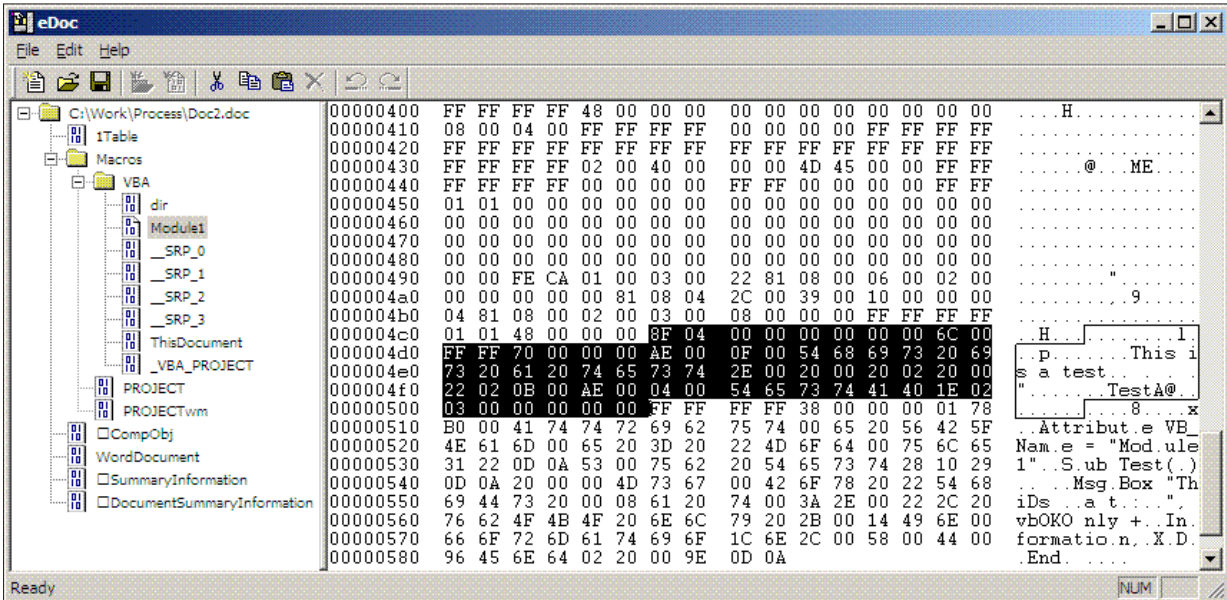 eDoc
File Edit Help
C:\Work\Process\Doc2.doc
1Table
Macros
VBA
dir
Module1
__SRP_0
__SRP_1
__SRP_2
__SRP_3
ThisDocument
_VBA_PROJECT
PROJECT
PROJECTwm
□CompObj
WordDocument
□SummaryInformation
□DocumentSummaryInformation
00000400 FF FF FF FF 48 00 00 00 00 00 00 00 00 00 00 00 ....H...........
00000410 08 00 04 00 FF FF FF FF 00 00 00 00 FF FF FF FF ................
00000420 FF FF FF FF FF FF FF FF FF FF FF FF FF FF FF FF ................
00000430 FF FF FF FF 02 00 40 00 00 00 4D 45 00 00 FF FF ......@...ME....
00000440 FF FF FF FF 00 00 00 00 FF FF 00 00 00 00 FF FF ................
00000450 01 01 00 00 00 00 00 00 00 00 00 00 00 00 00 00 ................
00000460 00 00 00 00 00 00 00 00 00 00 00 00 00 00 00 00 ................
00000470 00 00 00 00 00 00 00 00 00 00 00 00 00 00 00 00 ................
00000480 00 00 00 00 00 00 00 00 00 00 00 00 00 00 00 00 ................
00000490 00 00 FE CA 01 00 03 00 22 81 08 00 06 00 02 00 ........".......
000004a0 00 00 00 00 00 81 08 04 2C 00 39 00 10 00 00 00 ........,.9.....
000004b0 04 81 08 00 02 00 03 00 08 00 00 00 FF FF FF FF ................
000004c0 01 01 48 00 00 00 8F 04 00 00 00 00 00 00 6C 00 ..H...........l.
000004d0 FF FF 70 00 00 00 AE 00 0F 00 54 68 69 73 20 69 ..p.......This i
000004e0 73 20 61 20 74 65 73 74 2E 00 20 00 20 02 20 00 s a test.. . . .
000004f0 22 02 0B 00 AE 00 04 00 54 65 73 74 41 40 1E 02 ".......TestA@..
00000500 03 00 00 00 00 00 FF FF FF FF 38 00 00 00 01 78 ..........8....x
00000510 B0 00 41 74 74 72 69 62 75 74 00 65 20 56 42 5F ..Attribut.e VB_
00000520 4E 61 6D 00 65 20 3D 20 22 4D 6F 64 00 75 6C 65 Nam.e = "Mod.ule
00000530 31 22 0D 0A 53 00 75 62 20 54 65 73 74 28 10 29 1"..S.ub Test(.)
00000540 0D 0A 20 00 00 4D 73 67 00 42 6F 78 20 22 54 68 .. ..Msg.Box "Th
00000550 69 44 73 20 00 08 61 20 74 00 3A 2E 00 22 2C 20 iDs ..a t.:..",
00000560 76 62 4F 4B 4F 20 6E 6C 79 20 2B 00 14 49 6E 00 vbOKO nly +..In.
00000570 66 6F 72 6D 61 74 69 6F 1C 6E 2C 00 58 00 44 00 formatio.n,.X.D.
00000580 96 45 6E 64 02 20 00 9E 0D 0A .End. ....
Ready
NUM